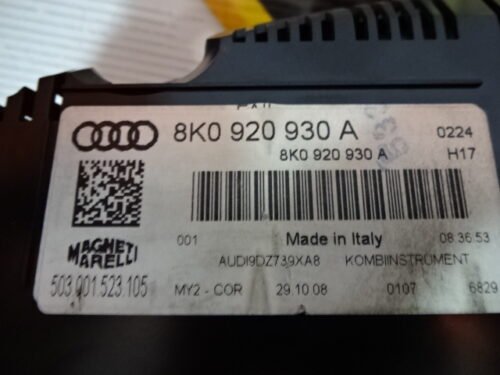 8K0 920 930 A 0224
8K0 920 930 A H17
001 Made in Italy 08:36:53
MAGNETI
MARELLI
AUDI9DZ739XA8 KOMBIINSTRUMENT
503.001.523.105 MY2 - COR 29.10.08 0107 6829